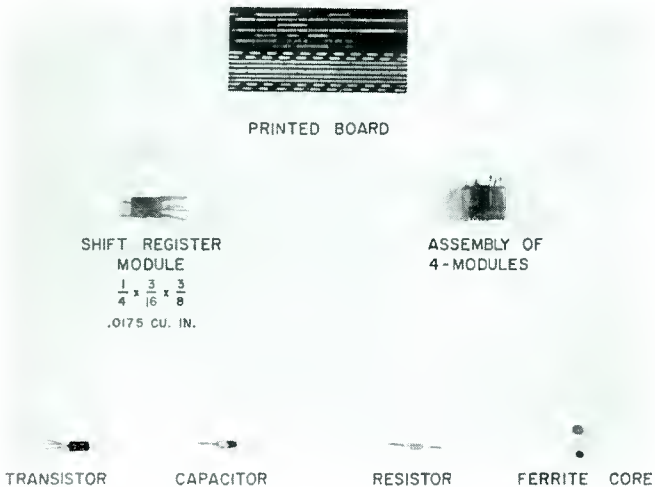 PRINTED BOARD
SHIFT REGISTER
MODULE
1/4 x 3/16 x 3/8
.0175 CU. IN.
ASSEMBLY OF
4-MODULES
TRANSISTOR CAPACITOR RESISTOR FERRITE CORE